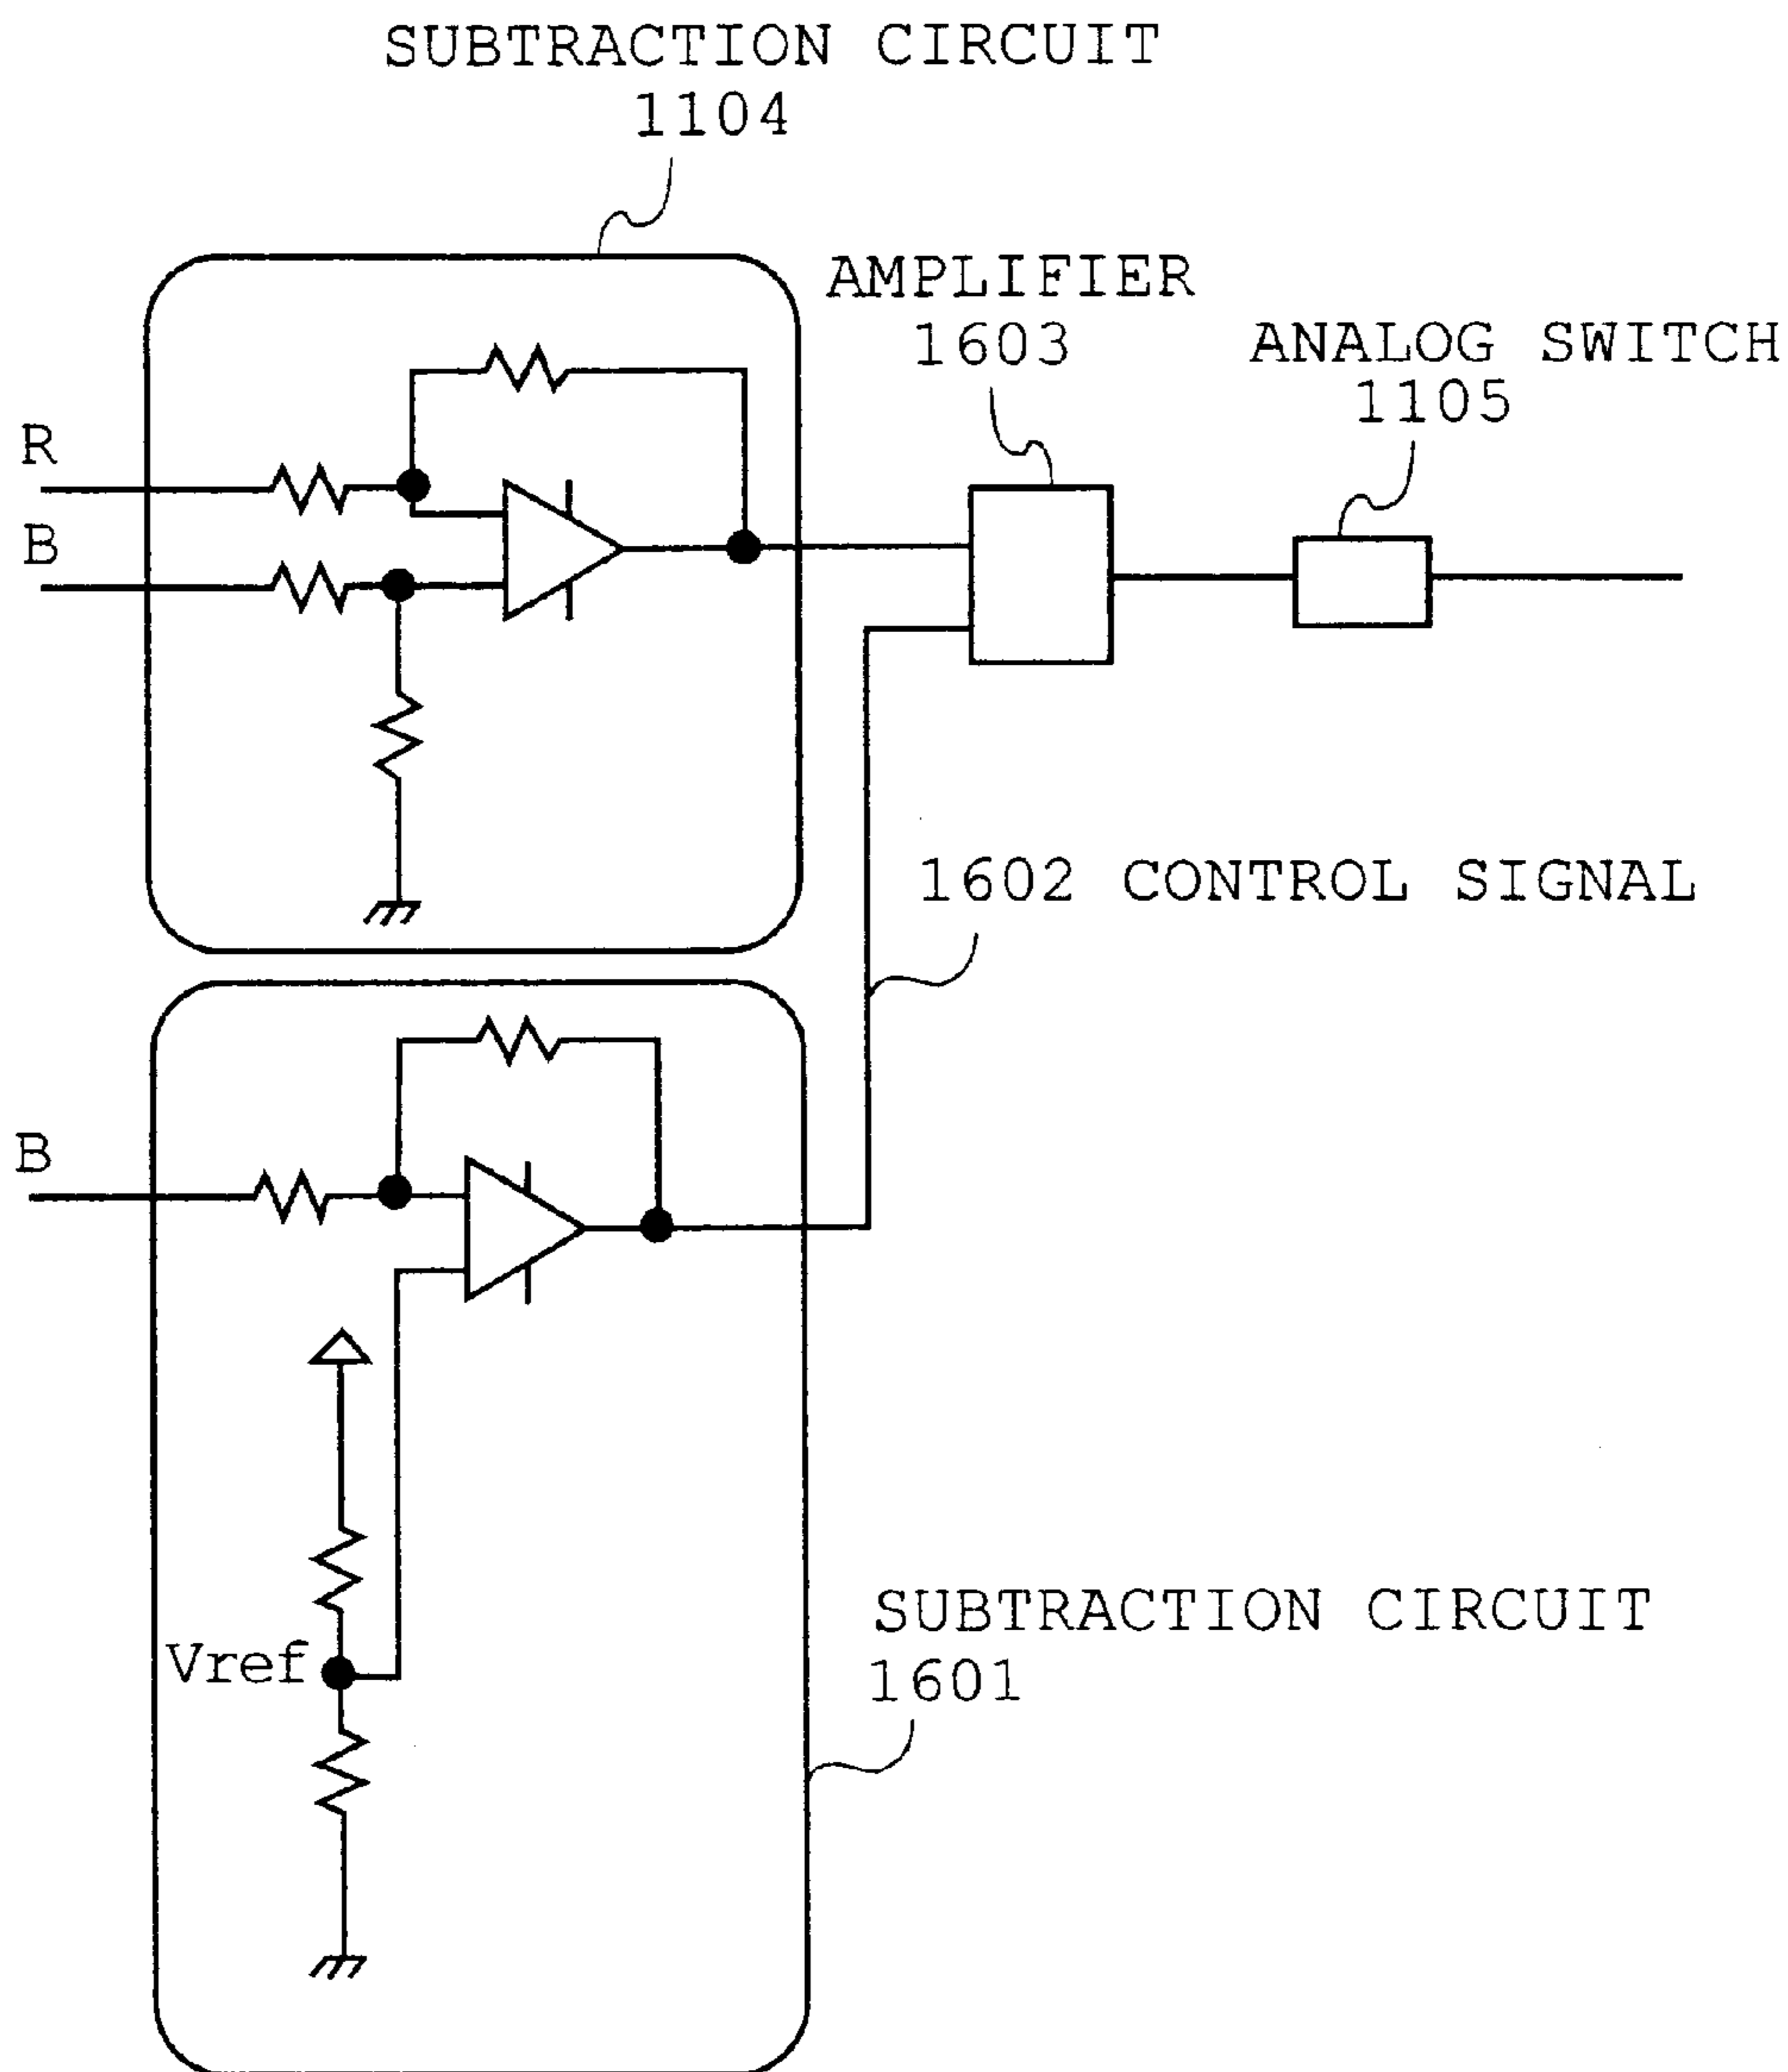 SUBTRACTION CIRCUIT
1104
AMPLIFIER
1603
ANALOG SWITCH
1105
R
B
1602 CONTROL SIGNAL
B
Vref
SUBTRACTION CIRCUIT
1601